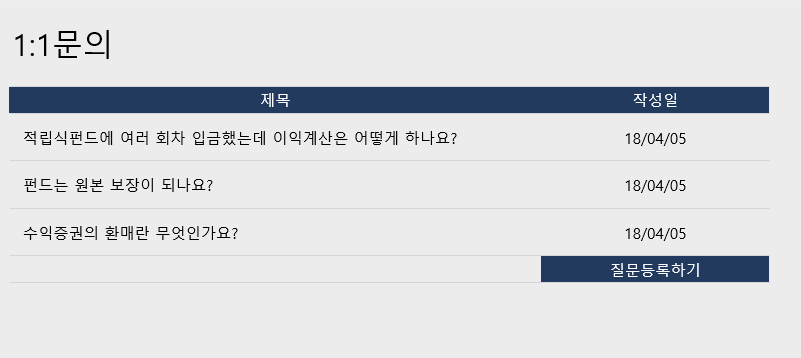 1:1문의
제목 작성일
적립식펀드에 여러 회차 입금했는데 이익계산은 어떻게 하나요? 18/04/05
펀드는 원본 보장이 되나요? 18/04/05
수익증권의 환매란 무엇인가요? 18/04/05
질문등록하기